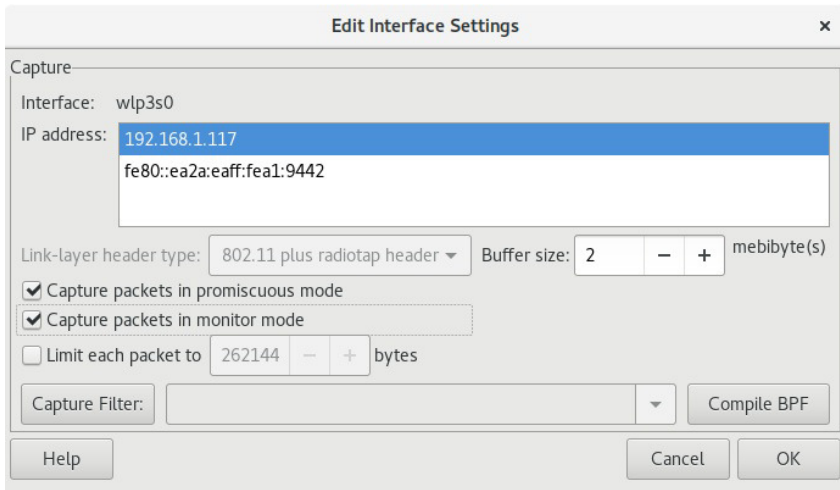 Edit Interface Settings ×
Capture
Interface: wlp3s0
IP address: 192.168.1.117
fe80::ea2a:eaff:fea1:9442
Link-layer header type: 802.11 plus radiotap header Buffer size: 2 − + mebibyte(s)
Capture packets in promiscuous mode
Capture packets in monitor mode
Limit each packet to 262144 − + bytes
Capture Filter: Compile BPF
Help Cancel OK